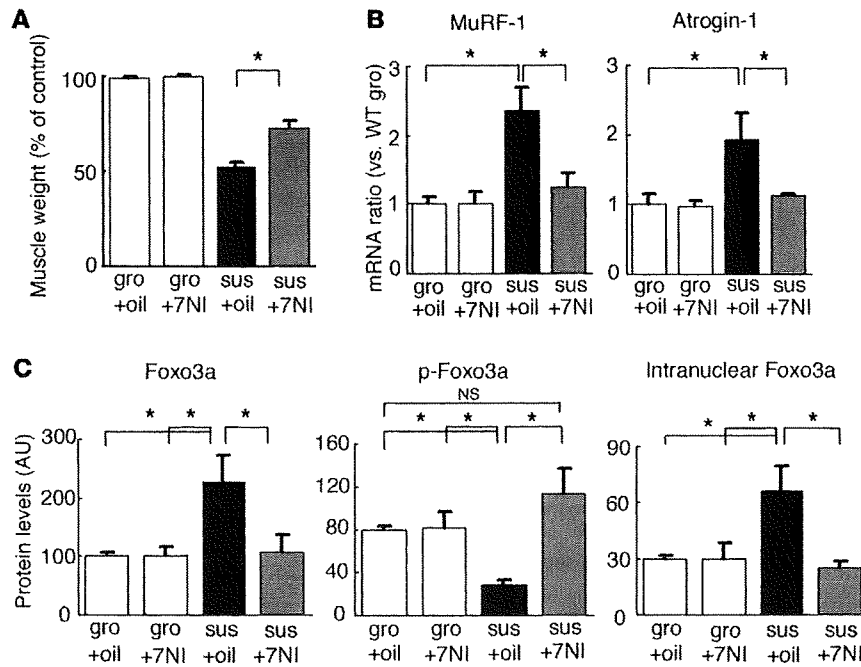 A
Muscle weight (% of control)
100
50
0
*
gro +oil
gro +7NI
sus +oil
sus +7NI
B
MuRF-1
mRNA ratio (vs. WT gro)
3
2
1
0
* *
gro +oil
gro +7NI
sus +oil
sus +7NI
Atrogin-1
3
2
1
0
* *
gro +oil
gro +7NI
sus +oil
sus +7NI
C
Foxo3a
Protein levels (AU)
300
200
100
0
* * *
gro +oil
gro +7NI
sus +oil
sus +7NI
p-Foxo3a
NS
160
120
80
40
0
* * *
gro +oil
gro +7NI
sus +oil
sus +7NI
Intranuclear Foxo3a
90
60
30
0
* * *
gro +oil
gro +7NI
sus +oil
sus +7NI